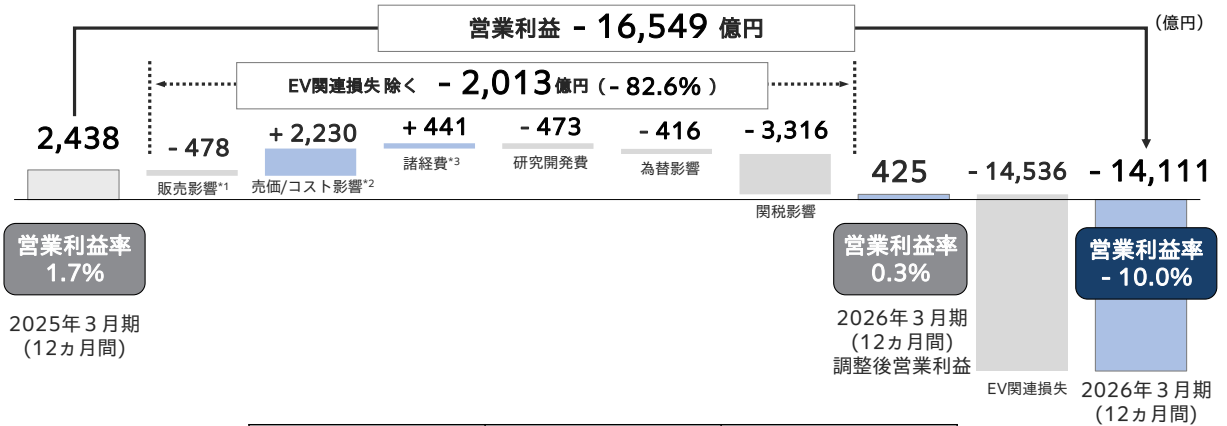 営業利益 - 16,549 億円
（億円）
EV関連損失除く - 2,013億円（- 82.6% ）
2,438
- 478
販売影響*1
+ 2,230
売価/コスト影響*2
+ 441
諸経費*3
- 473
研究開発費
- 416
為替影響
- 3,316
関税影響
425
- 14,536
- 14,111
営業利益率
1.7%
営業利益率
0.3%
営業利益率
- 10.0%
2025年３月期
(12ヵ月間)
2026年３月期
(12ヵ月間)
調整後営業利益
EV関連損失
2026年３月期
(12ヵ月間)